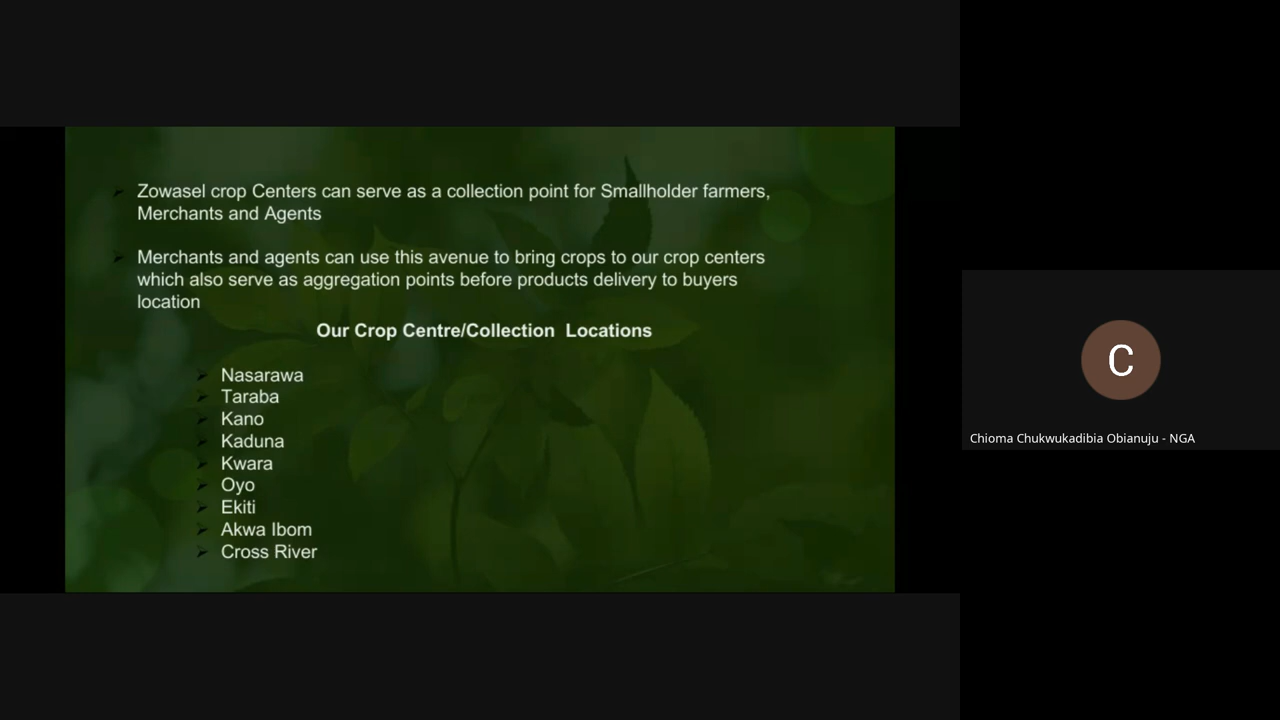 Zowasel crop Centers can serve as a collection point for Smallholder farmers,
Merchants and Agents
Merchants and agents can use this avenue to bring crops to our crop centers
which also serve as aggregation points before products delivery to buyers
location
Our Crop Centre/Collection  Locations
Nasarawa
Taraba
Kano
Kaduna
Kwara
Oyo
Ekiti
Akwa Ibom
Cross River
C
Chioma Chukwukadibia Obianuju - NGA